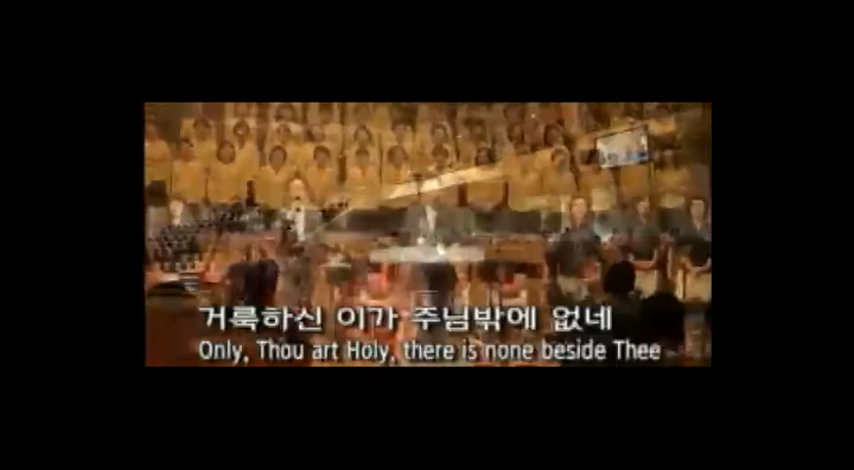 거룩하신 이가 주님밖에 없네
Only, Thou art Holy, there is none beside Thee